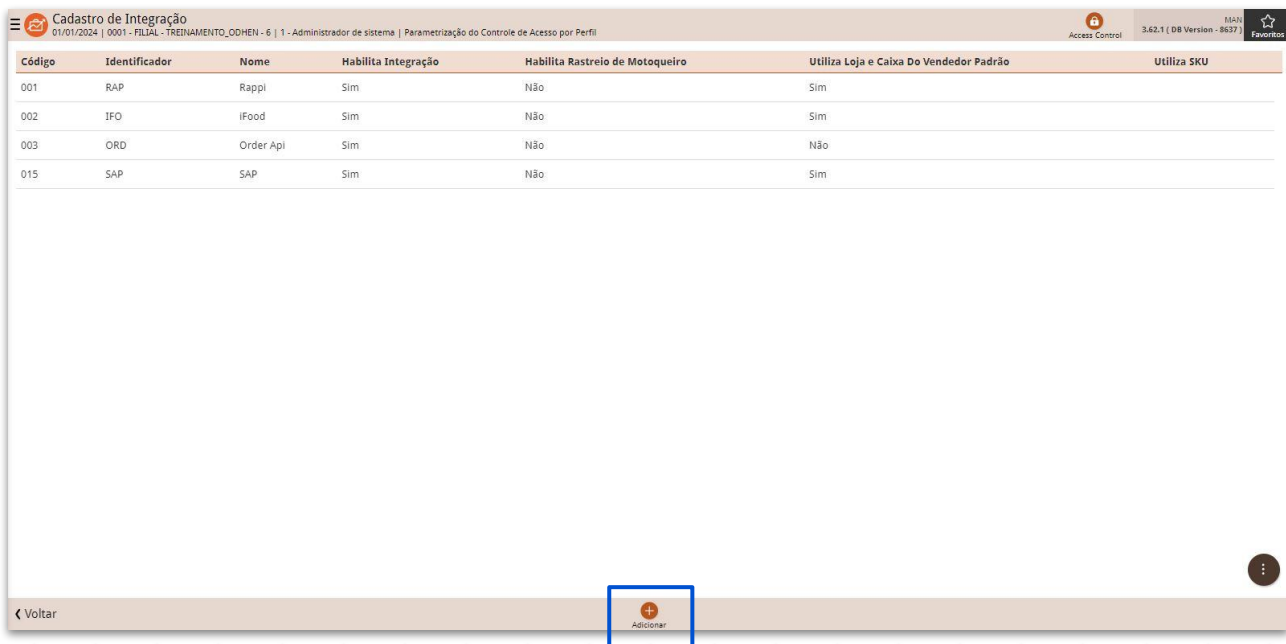 Cadastro de Integração
01/01/2024 | 0001 - FILIAL - TREINAMENTO_ODHEN - 6 | 1 - Administrador de sistema | Parametrização do Controle de Acesso por Perfil
Access Control
MAN
3.62.1 ( DB Version - 8637 )
Favoritos
Código Identificador Nome Habilita Integração Habilita Rastreio de Motoqueiro Utiliza Loja e Caixa Do Vendedor Padrão Utiliza SKU
001 RAP Rappi Sim Não Sim
002 IFO iFood Sim Não Sim
003 ORD Order Api Sim Não Não
015 SAP SAP Sim Não Sim
Voltar
Adicionar